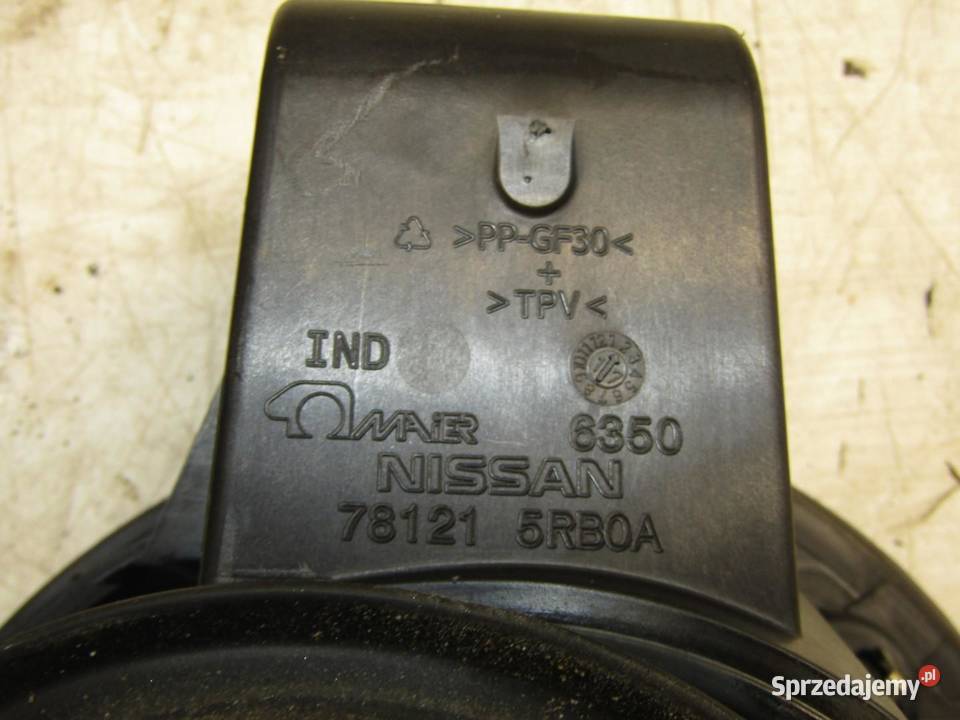 >PP-GF30<
+
>TPV<
IND
MAIER 6350
NISSAN
78121 5RB0A
Sprzedajemy.pl